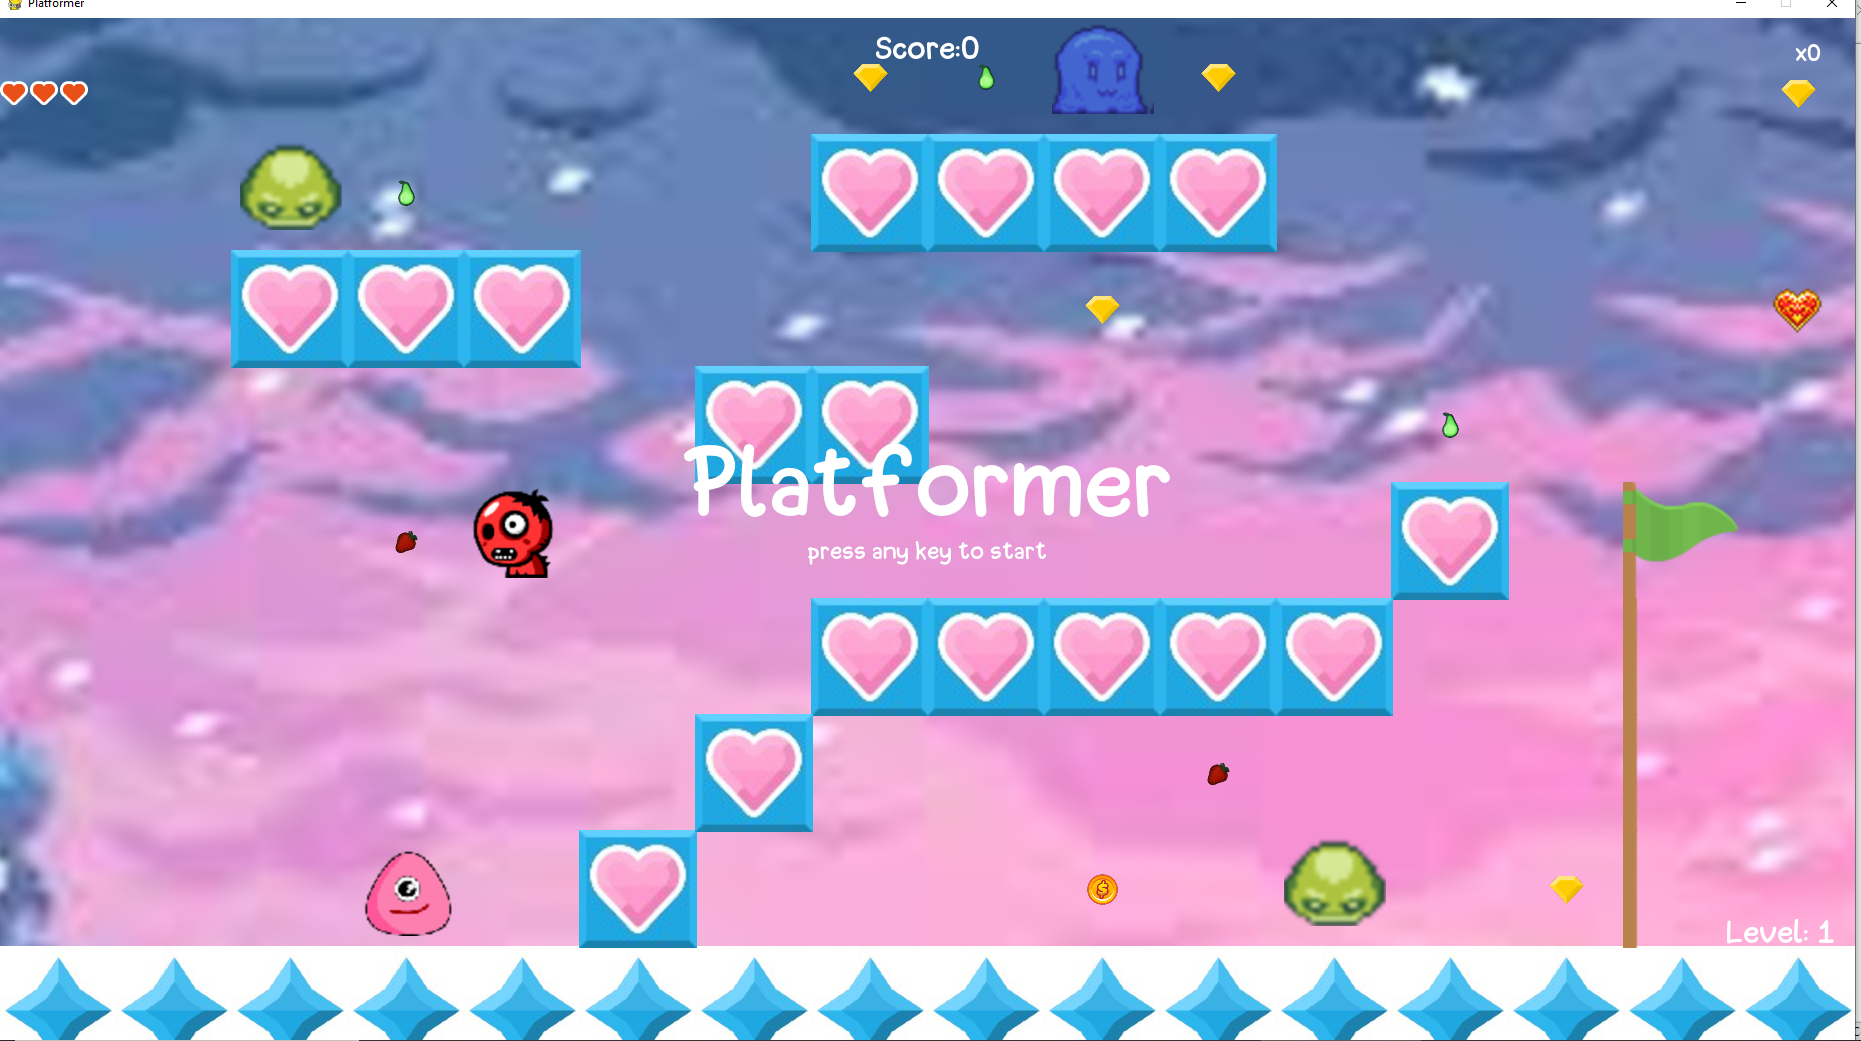 Platformer
Score:0
x0
Platformer
press any key to start
Level: 1